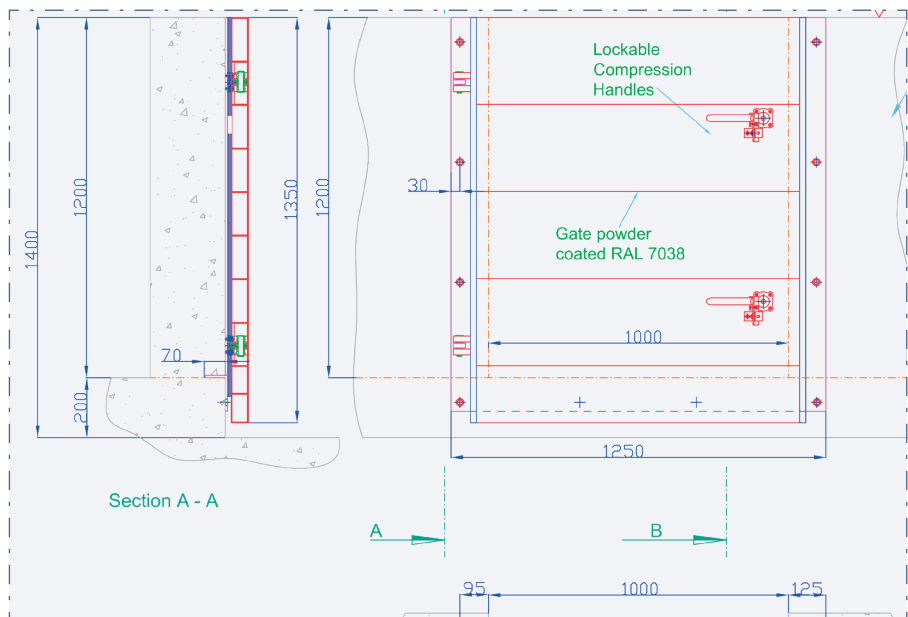 Lockable
Compression
Handles
1400
1200
1350
1200
30
Gate powder
coated RAL 7038
70
1000
200
1250
Section A - A
A
B
95
1000
125